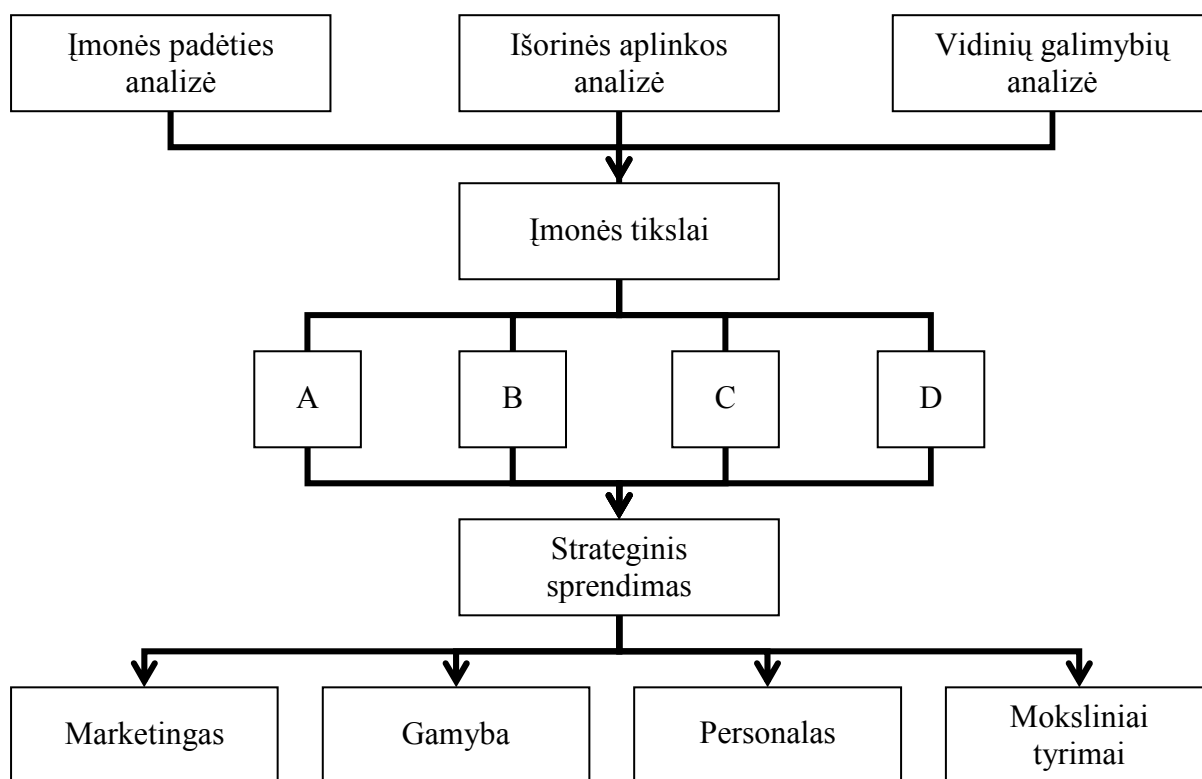 Įmonės padėties
analizė
Išorinės aplinkos
analizė
Vidinių galimybių
analizė
Įmonės tikslai
A
B
C
D
Strateginis
sprendimas
Marketingas
Gamyba
Personalas
Moksliniai
tyrimai